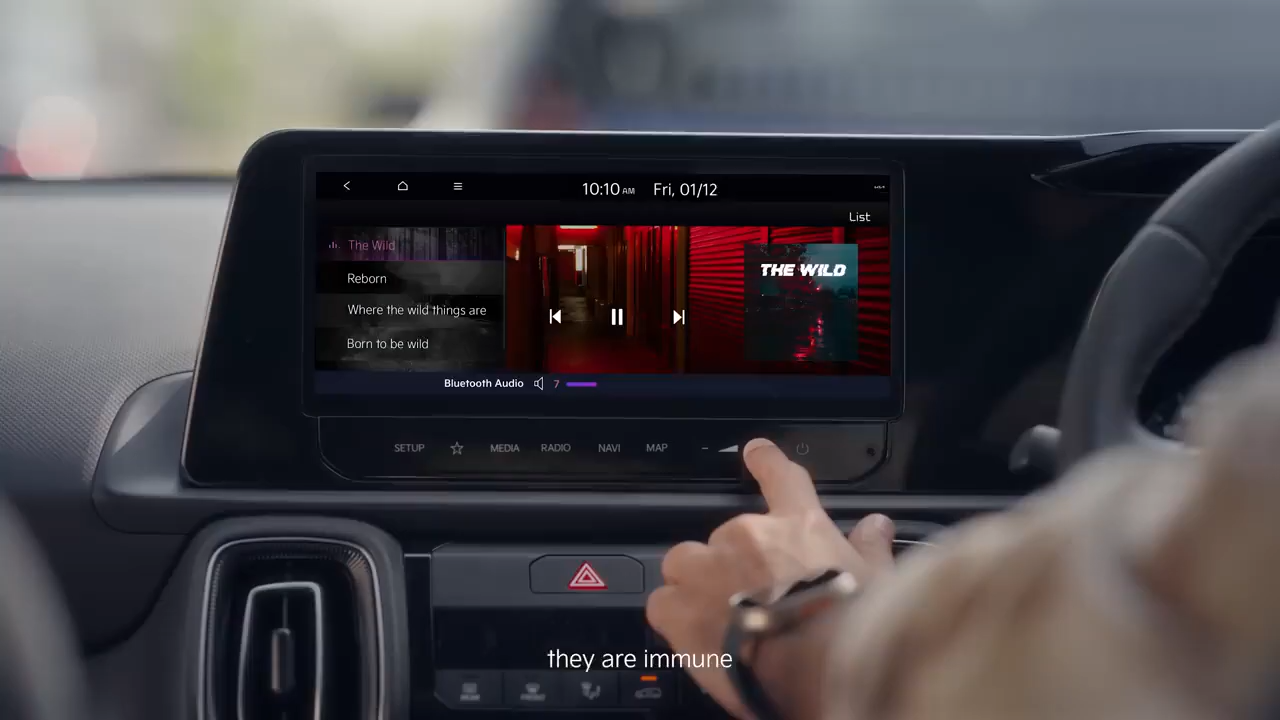 10:10 AM Fri, 01/12
List
The Wild
Reborn
Where the wild things are
Born to be wild
THE WILD
Bluetooth Audio 7
SETUP MEDIA RADIO NAVI MAP
they are immune